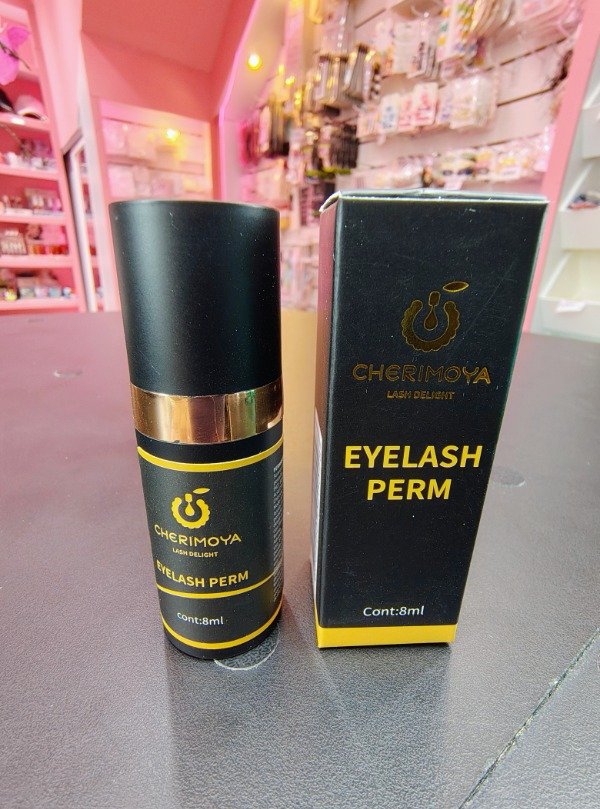 CHERIMOYA
LASH DELIGHT
EYELASH PERM
Cont:8ml
CHERIMOYA
LASH DELIGHT
EYELASH
PERM
Cont:8ml